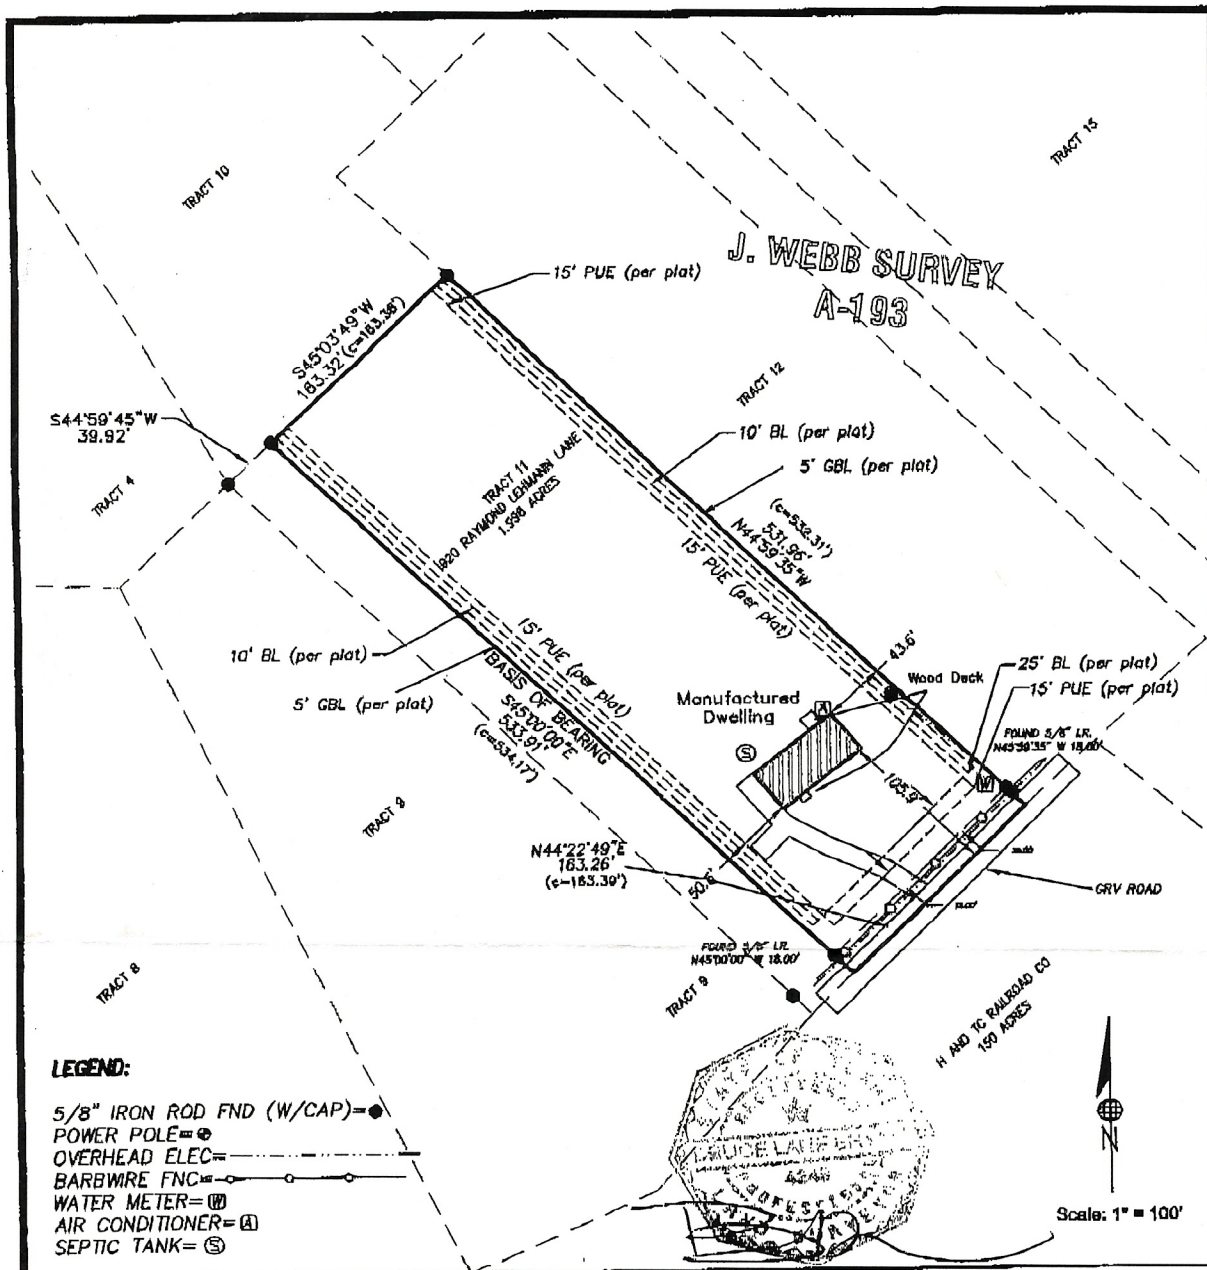 TRACT 10
TRACT 15
J. WEBB SURVEY
A-193
15' PUE (per plat)
S45°03'49"W
183.32' (c=183.38')
TRACT 12
S44°59'45"W
39.92'
10' BL (per plat)
5' GBL (per plat)
TRACT 4
TRACT 11
RAYMOND LEHMANN LANE
1.996 ACRES
(c=532.31')
531.96'
N44°59'35"W
15' PUE (per plat)
10' BL (per plat)
5' GBL (per plat)
15' PUE (per plat)
BASIS OF BEARING
S45°00'00"E
533.91'
(c=534.17')
43.6'
Wood Deck
25' BL (per plat)
15' PUE (per plat)
Manufactured
Dwelling
A
S
W
FOUND 5/8" I.R.
18.00'
105.9'
TRACT 9
N44°22'49"E
163.26'
(c=163.39')
50.6'
GRV ROAD
FOUND 5/8" I.R.
N45°00'00" W 18.00'
TRACT 8
TRACT 9
H AND TC RAILROAD CO
150 ACRES
LEGEND:
5/8" IRON ROD FND (W/CAP)=
POWER POLE=
OVERHEAD ELEC=
BARBWIRE FNC=
WATER METER= W
AIR CONDITIONER= A
SEPTIC TANK= S
N
Scale: 1" = 100'